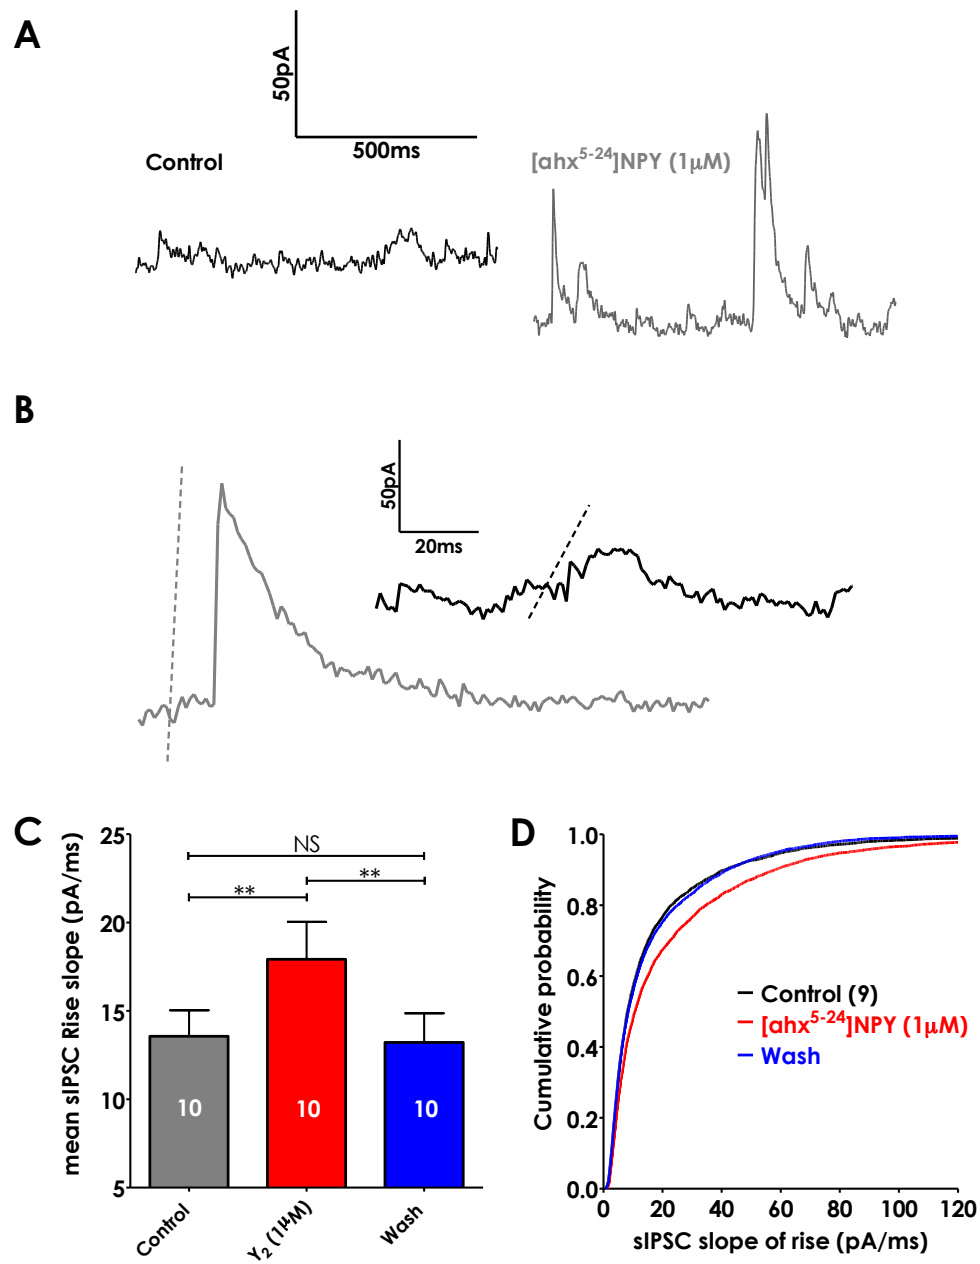 A
50pA
500ms
Control
[ahx5-24]NPY (1μM)
B
50pA
20ms
C
mean sIPSC Rise slope (pA/ms)
25
20
15
10
5
NS
**
**
10
10
10
Control
Y2 (1μM)
Wash
D
Cumulative probability
1.0
0.8
0.6
0.4
0.2
0.0
Control (9)
[ahx5-24]NPY (1μM)
Wash
0 20 40 60 80 100 120
sIPSC slope of rise (pA/ms)